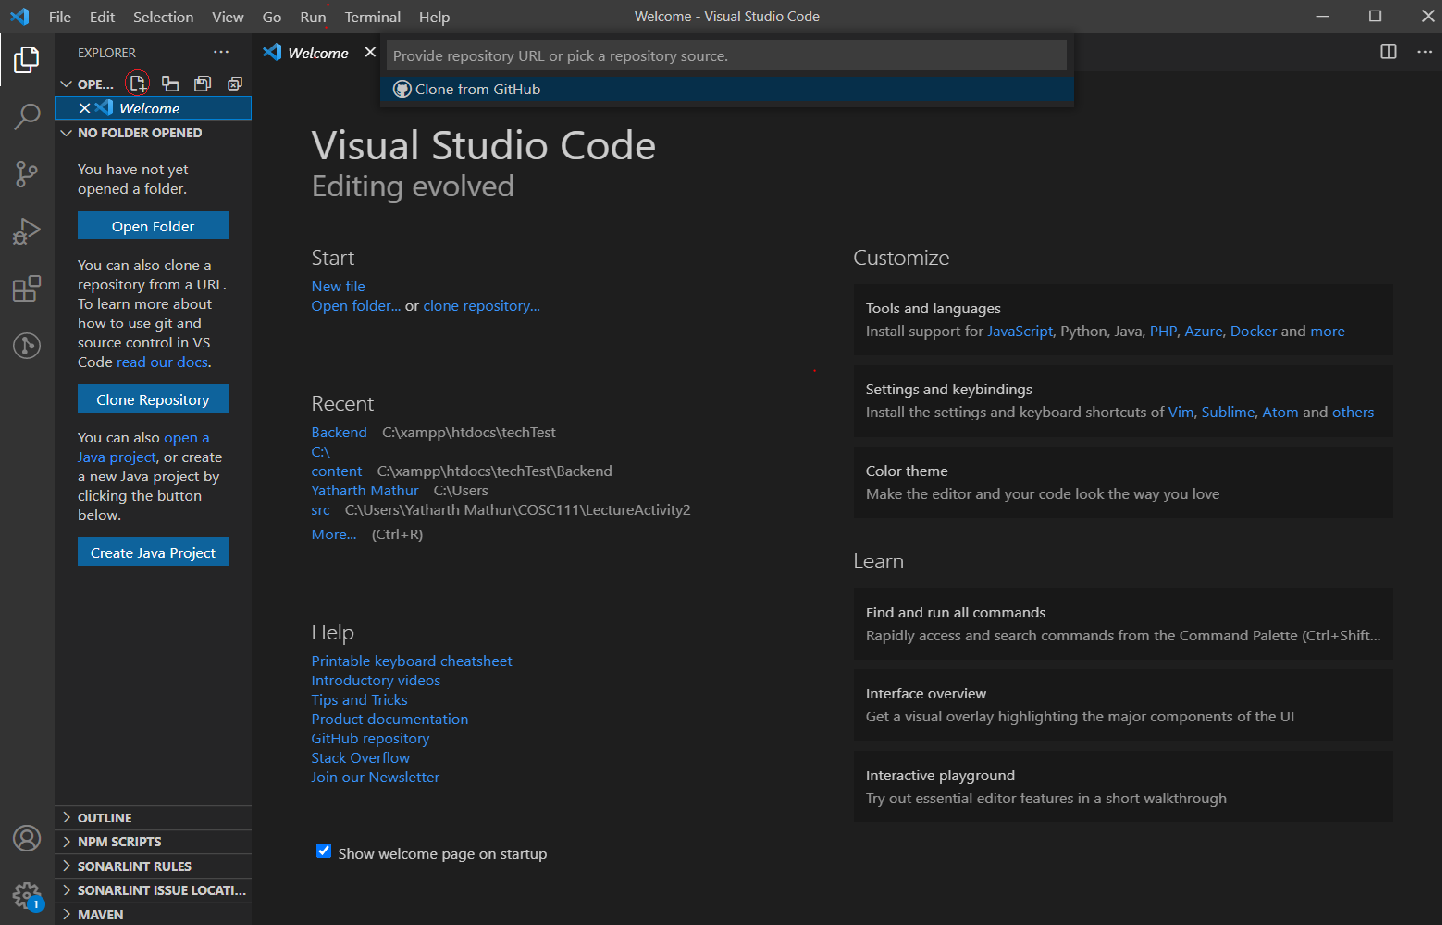 File Edit Selection View Go Run Terminal Help
Welcome - Visual Studio Code
EXPLORER
OPE...
Welcome
NO FOLDER OPENED
You have not yet
opened a folder.
Open Folder
You can also clone a
repository from a URL.
To learn more about
how to use git and
source control in VS
Code read our docs.
Clone Repository
You can also open a
Java project, or create
a new Java project by
clicking the button
below.
Create Java Project
OUTLINE
NPM SCRIPTS
SONARLINT RULES
SONARLINT ISSUE LOCATI...
MAVEN
1
Welcome
Provide repository URL or pick a repository source.
Clone from GitHub
Visual Studio Code
Editing evolved
Start
New file
Open folder... or clone repository...
Recent
Backend C:\xampp\htdocs\techTest
C:\
content C:\xampp\htdocs\techTest\Backend
Yatharth Mathur C:\Users
src C:\Users\Yatharth Mathur\COSC111\LectureActivity2
More... (Ctrl+R)
Help
Printable keyboard cheatsheet
Introductory videos
Tips and Tricks
Product documentation
GitHub repository
Stack Overflow
Join our Newsletter
Show welcome page on startup
Customize
Tools and languages
Install support for JavaScript, Python, Java, PHP, Azure, Docker and more
Settings and keybindings
Install the settings and keyboard shortcuts of Vim, Sublime, Atom and others
Color theme
Make the editor and your code look the way you love
Learn
Find and run all commands
Rapidly access and search commands from the Command Palette (Ctrl+Shift...
Interface overview
Get a visual overlay highlighting the major components of the UI
Interactive playground
Try out essential editor features in a short walkthrough